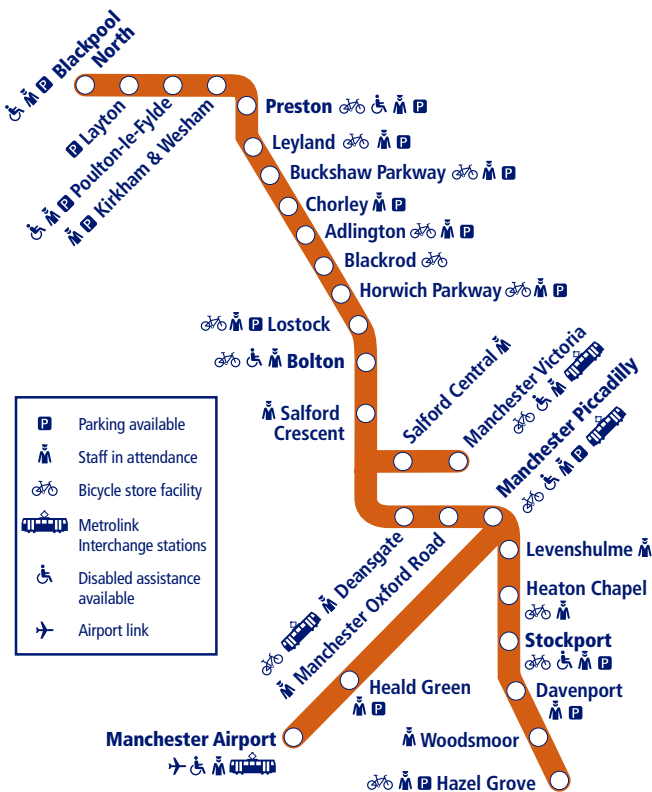 Blackpool
North
P Layton
P Poulton-le-Fylde
P Kirkham & Wesham
Preston P
Leyland P
Buckshaw Parkway P
Chorley P
Adlington P
Blackrod
Horwich Parkway P
P Lostock
Bolton
Salford
Crescent
Salford Central
Manchester Victoria
Manchester Piccadilly
P
Deansgate
Manchester Oxford Road
Levenshulme
Heaton Chapel
Stockport
P
Davenport
P
Woodsmoor
P Hazel Grove
Heald Green
P
Manchester Airport
P Parking available
Staff in attendance
Bicycle store facility
Metrolink
Interchange stations
Disabled assistance
available
Airport link